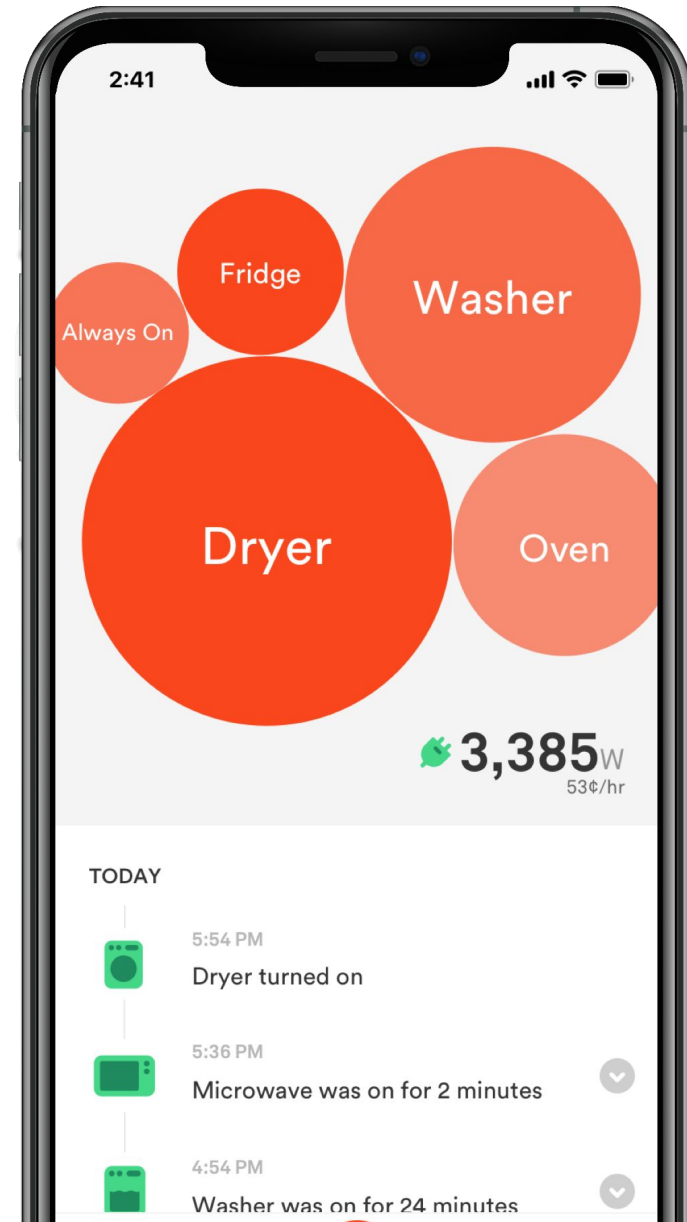 2:41
Fridge
Washer
Always On
Dryer
Oven
3,385W
53¢/hr
TODAY
5:54 PM
Dryer turned on
5:36 PM
Microwave was on for 2 minutes
4:54 PM
Washer was on for 24 minutes